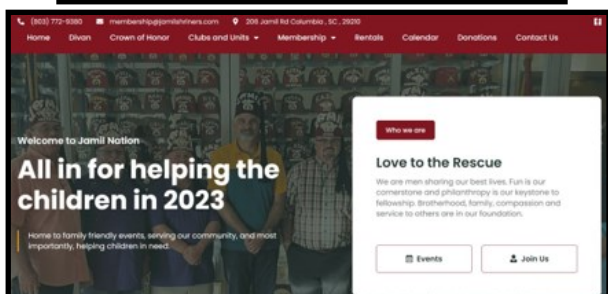 (803) 772-9380 membership@jamilshriners.com 206 Jamil Rd Columbia , SC , 29210
Home Divan Crown of Honor Clubs and Units Membership Rentals Calendar Donations Contact Us
Welcome to Jamil Nation
All in for helping the
children in 2023
Home to family friendly events, serving our community, and most
importantly, helping children in need.
Who we are
Love to the Rescue
We are men sharing our best lives. Fun is our
cornerstone and philanthropy is our keystone to
fellowship. Brotherhood, family, compassion and
service to others are in our foundation.
Events Join Us